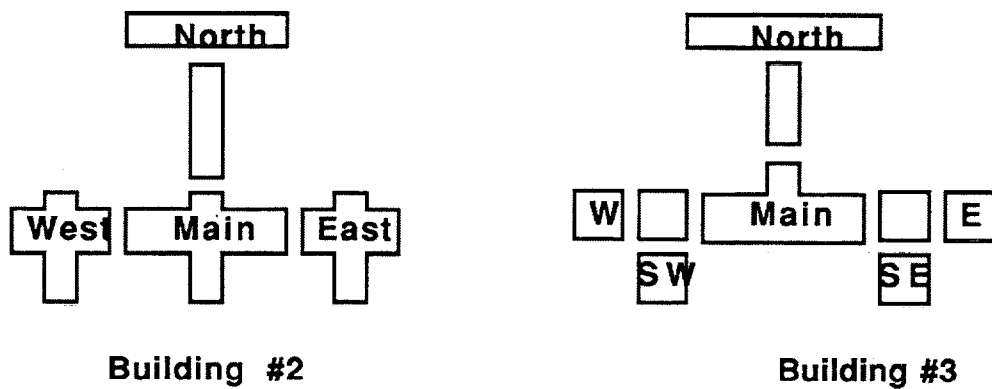 North North
West Main East W Main E
SW SE
Building #2 Building #3